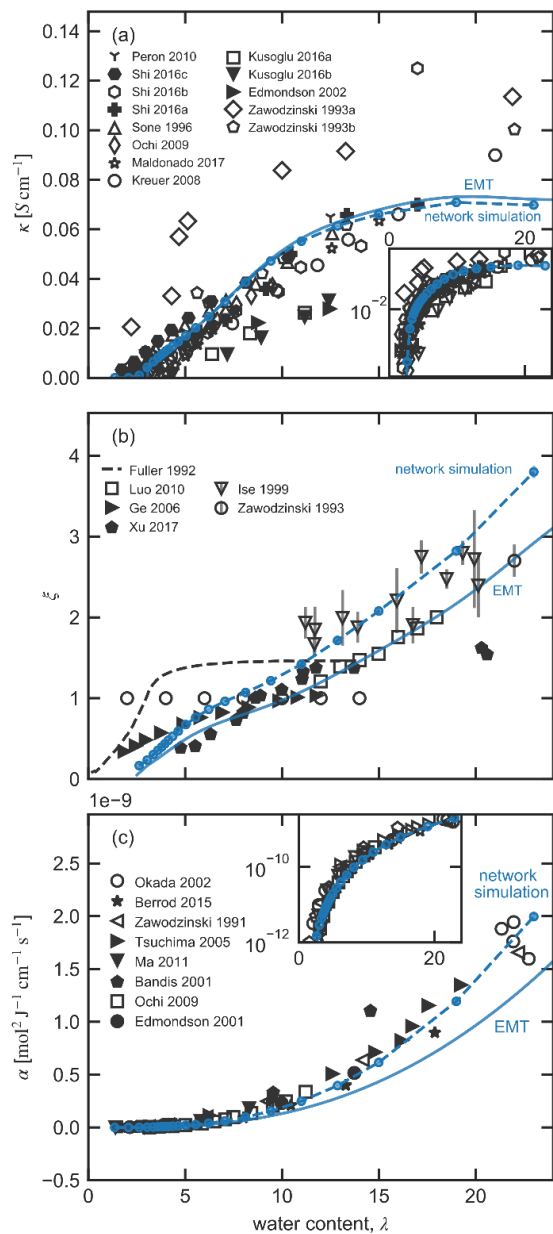 (a)
Peron 2010
Shi 2016c
Shi 2016b
Shi 2016a
Sone 1996
Ochi 2009
Maldonado 2017
Kreuer 2008
Kusoglu 2016a
Kusoglu 2016b
Edmondson 2002
Zawodzinski 1993a
Zawodzinski 1993b
0.14
0.12
0.10
0.08
0.06
0.04
0.02
0.00
κ [S cm⁻¹]
EMT
network simulation
0 20
10⁻²
(b)
Fuller 1992
Luo 2010
Ge 2006
Xu 2017
Ise 1999
Zawodzinski 1993
network simulation
EMT
4
3
2
1
0
ξ
1e−9
(c)
Okada 2002
Berrod 2015
Zawodzinski 1991
Tsuchima 2005
Ma 2011
Bandis 2001
Ochi 2009
Edmondson 2001
10⁻¹⁰
10⁻¹²
0 20
network
simulation
EMT
2.5
2.0
1.5
1.0
0.5
0.0
−0.5
α [mol² J⁻¹ cm⁻¹ s⁻¹]
0 5 10 15 20
water content, λ